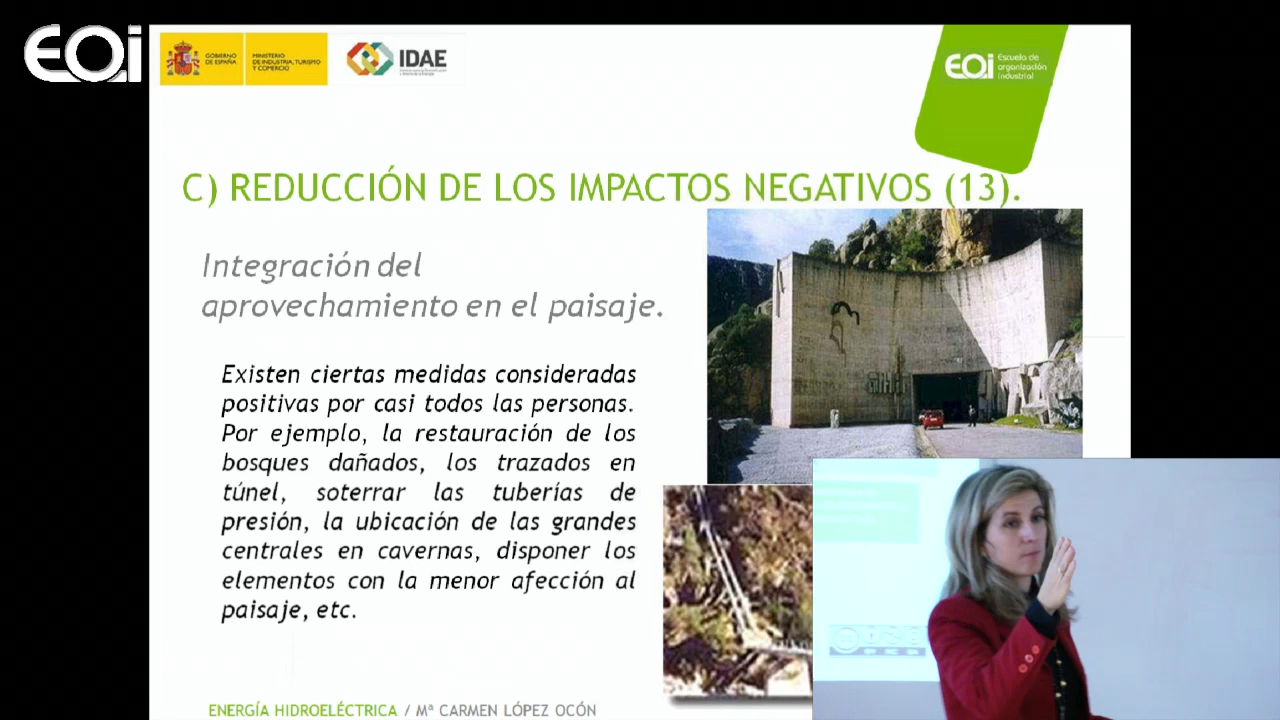 EOi
GOBIERNO
DE ESPAÑA
MINISTERIO
DE INDUSTRIA, TURISMO
Y COMERCIO
IDAE
EOi
Escuela de
organización
industrial
C) REDUCCIÓN DE LOS IMPACTOS NEGATIVOS (13).
Integración del
aprovechamiento en el paisaje.
Existen ciertas medidas consideradas
positivas por casi todos las personas.
Por ejemplo, la restauración de los
bosques dañados, los trazados en
túnel, soterrar las tuberías de
presión, la ubicación de las grandes
centrales en cavernas, disponer los
elementos con la menor afección al
paisaje, etc.
ENERGÍA HIDROELÉCTRICA / Mª CARMEN LÓPEZ OCÓN